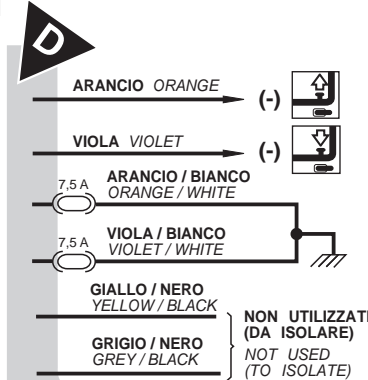 D
ARANCIO ORANGE
(-)
VIOLA VIOLET
(-)
7,5 A
ARANCIO / BIANCO
ORANGE / WHITE
7,5 A
VIOLA / BIANCO
VIOLET / WHITE
GIALLO / NERO
YELLOW / BLACK
GRIGIO / NERO
GREY / BLACK
NON UTILIZZATI
(DA ISOLARE)
NOT USED
(TO ISOLATE)